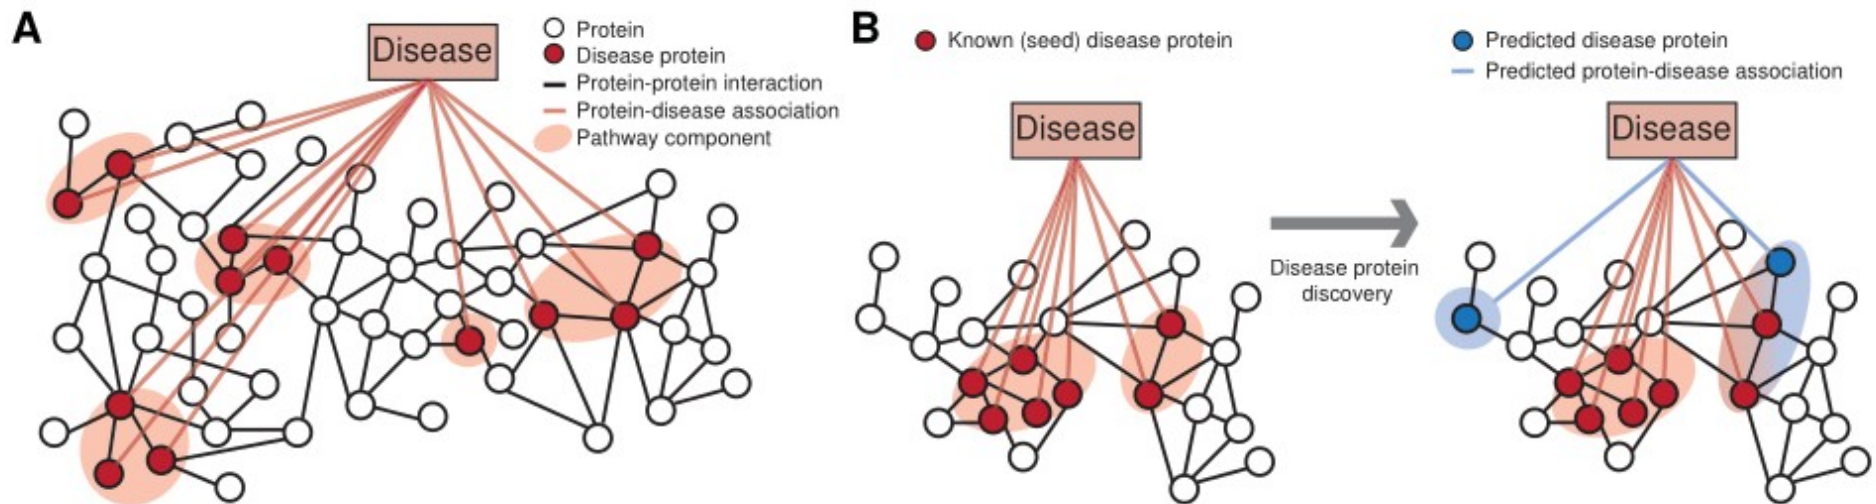 A
Disease
Protein
Disease protein
Protein-protein interaction
Protein-disease association
Pathway component
B
Known (seed) disease protein
Disease
Disease protein
discovery
Predicted disease protein
Predicted protein-disease association
Disease